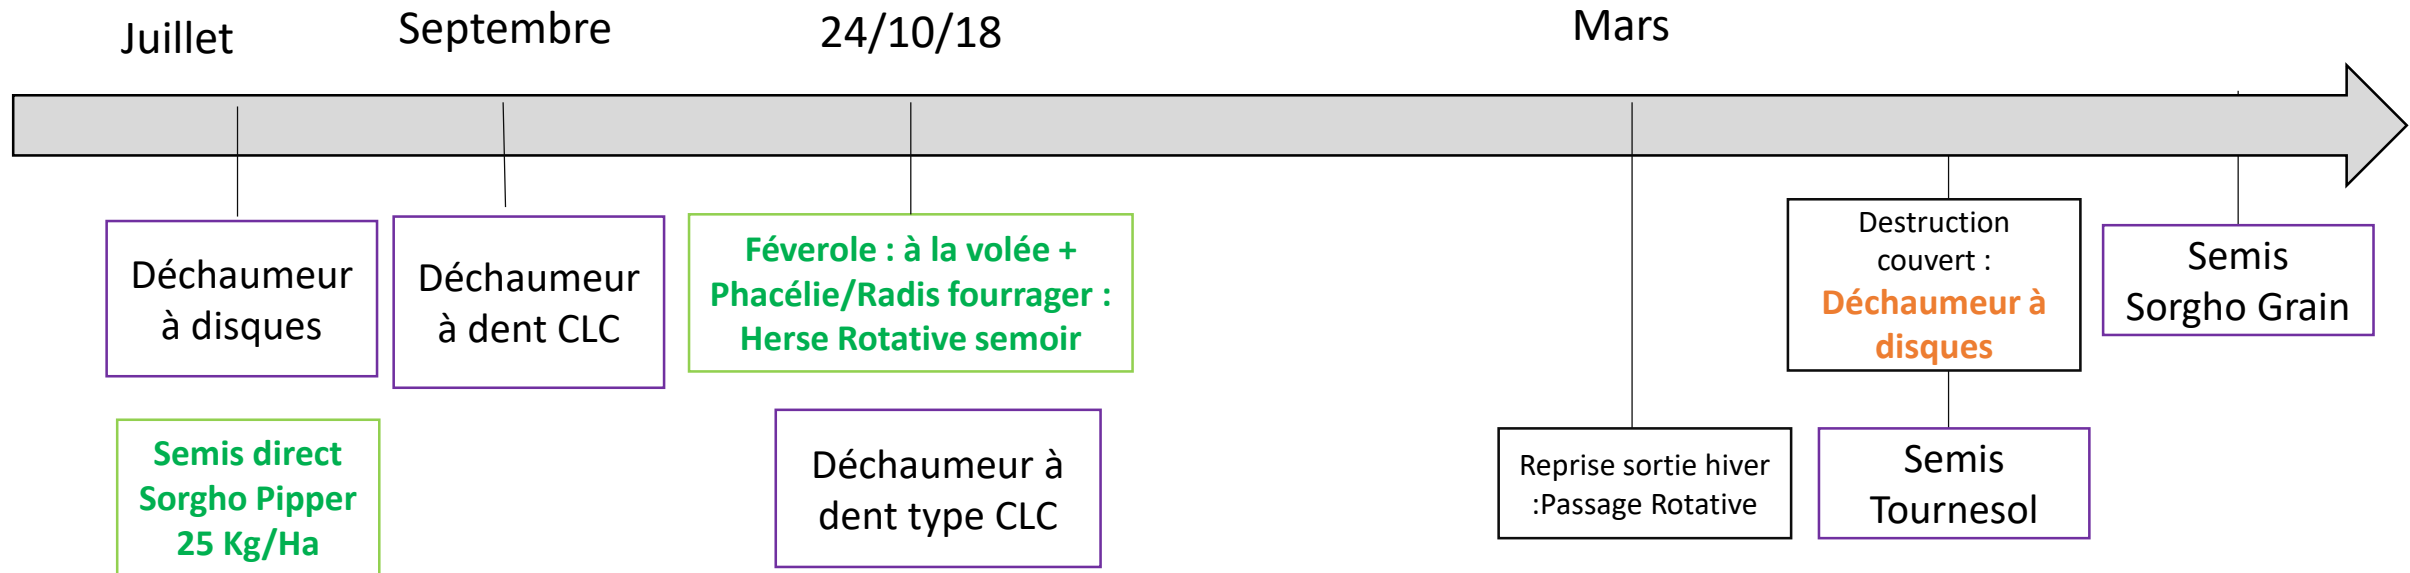 Juillet
Septembre
24/10/18
Mars
Déchaumeur
à disques
Déchaumeur
à dent CLC
Féverole : à la volée +
Phacélie/Radis fourrager :
Herse Rotative semoir
Destruction
couvert :
Déchaumeur à
disques
Semis
Sorgho Grain
Semis direct
Sorgho Pipper
25 Kg/Ha
Déchaumeur à
dent type CLC
Reprise sortie hiver
:Passage Rotative
Semis
Tournesol